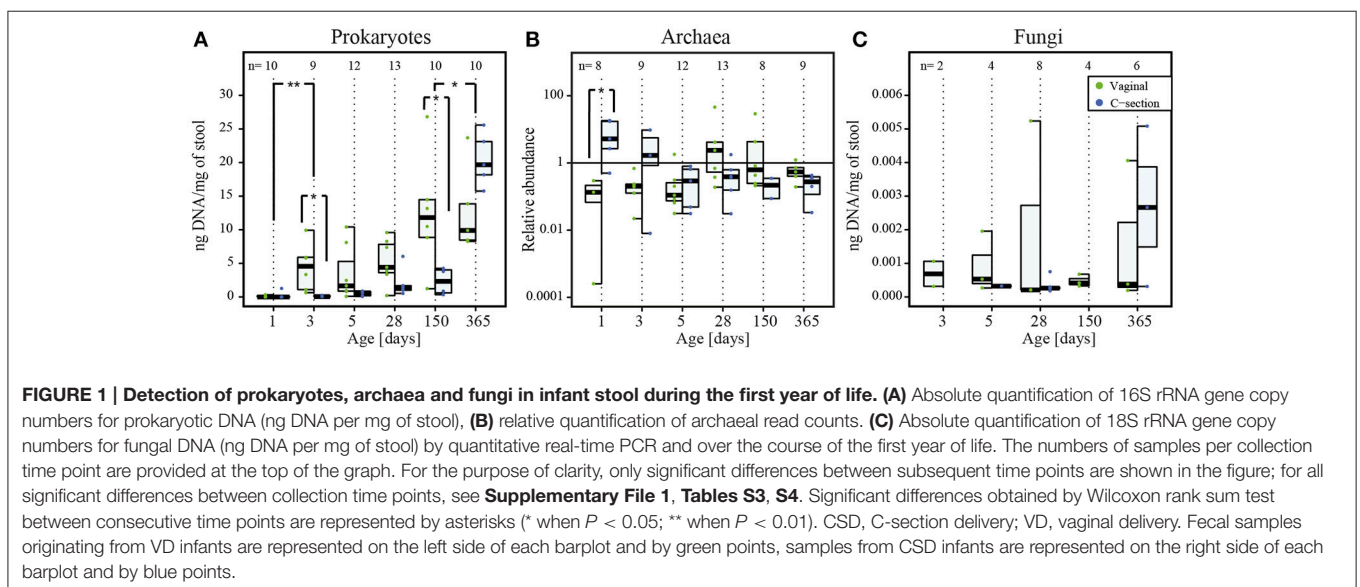 A Prokaryotes
n= 10 9 12 13 10 10
** * * *
30
25
20
15
10
5
0
ng DNA/mg of stool
1 3 5 28 150 365
Age [days]
B Archaea
n= 8 9 12 13 8 9
*
100
1
0.01
0.0001
Relative abundance
1 3 5 28 150 365
Age [days]
C Fungi
n= 2 4 8 4 6
Vaginal
C-section
0.006
0.005
0.004
0.003
0.002
0.001
0.000
ng DNA/mg of stool
3 5 28 150 365
Age [days]
FIGURE 1 | Detection of prokaryotes, archaea and fungi in infant stool during the first year of life. (A) Absolute quantification of 16S rRNA gene copy
numbers for prokaryotic DNA (ng DNA per mg of stool), (B) relative quantification of archaeal read counts. (C) Absolute quantification of 18S rRNA gene copy
numbers for fungal DNA (ng DNA per mg of stool) by quantitative real-time PCR and over the course of the first year of life. The numbers of samples per collection
time point are provided at the top of the graph. For the purpose of clarity, only significant differences between subsequent time points are shown in the figure; for all
significant differences between collection time points, see Supplementary File 1, Tables S3, S4. Significant differences obtained by Wilcoxon rank sum test
between consecutive time points are represented by asterisks (* when P < 0.05; ** when P < 0.01). CSD, C-section delivery; VD, vaginal delivery. Fecal samples
originating from VD infants are represented on the left side of each barplot and by green points, samples from CSD infants are represented on the right side of each
barplot and by blue points.